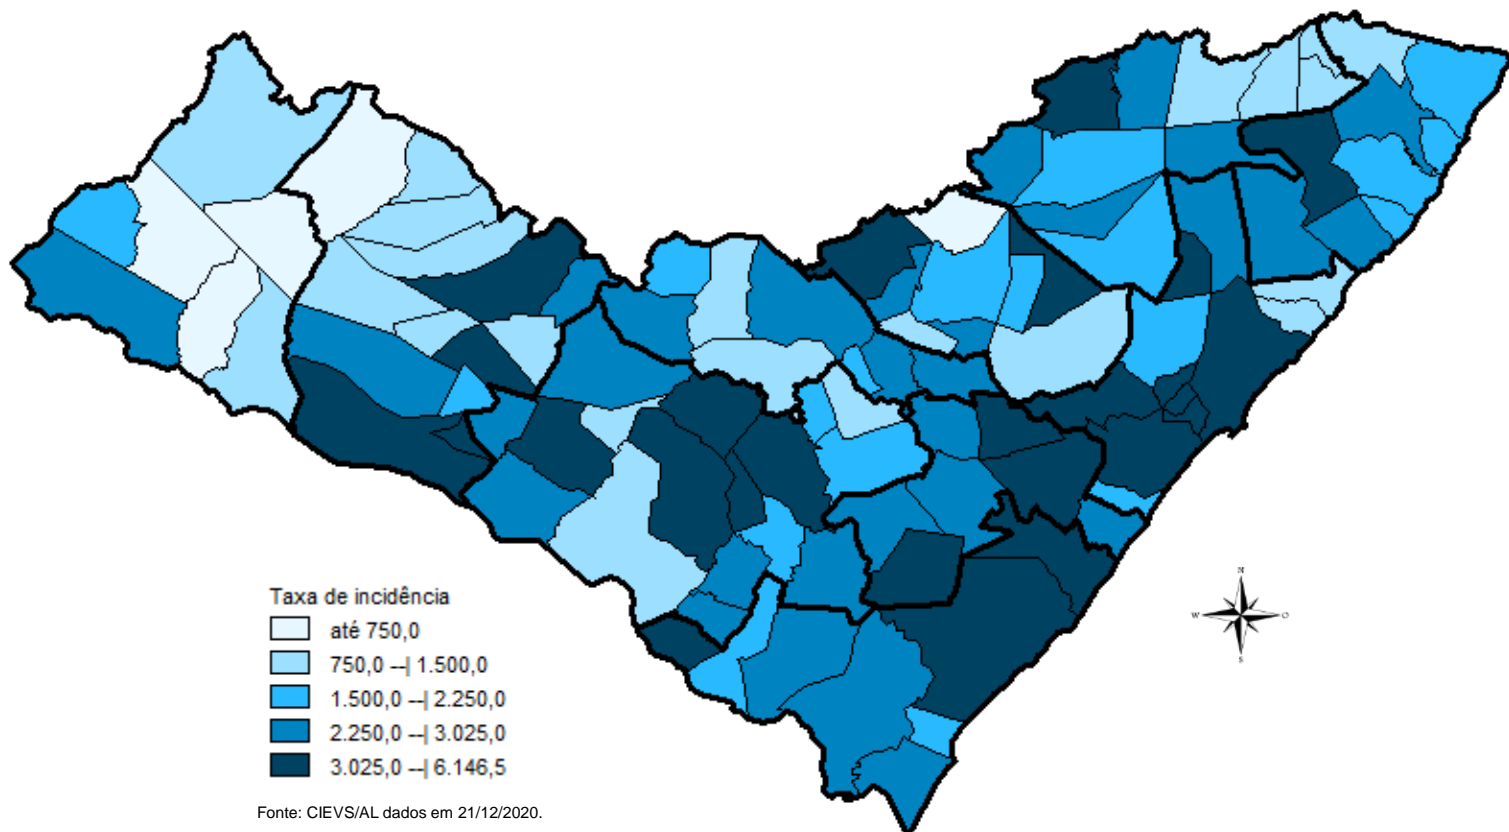 Taxa de incidência
até 750,0
750,0 --| 1.500,0
1.500,0 --| 2.250,0
2.250,0 --| 3.025,0
3.025,0 --| 6.146,5
Fonte: CIEVS/AL dados em 21/12/2020.
N
W O
S